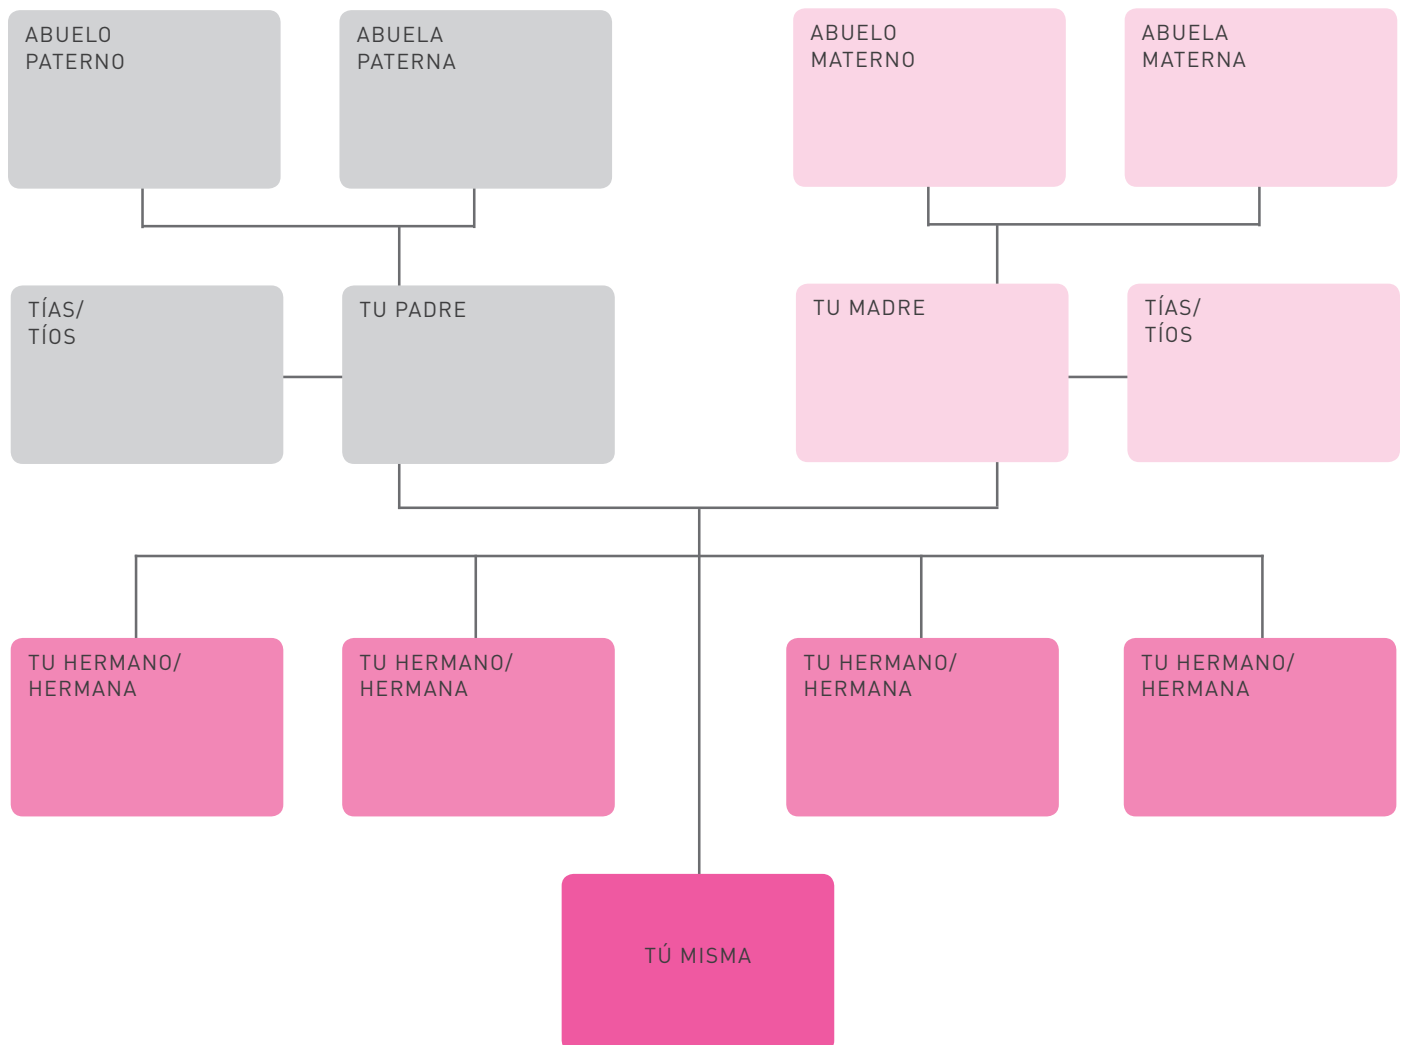 ABUELO
PATERNO
ABUELA
PATERNA
ABUELO
MATERNO
ABUELA
MATERNA
TÍAS/
TÍOS
TU PADRE
TU MADRE
TÍAS/
TÍOS
TU HERMANO/
HERMANA
TU HERMANO/
HERMANA
TU HERMANO/
HERMANA
TU HERMANO/
HERMANA
TÚ MISMA